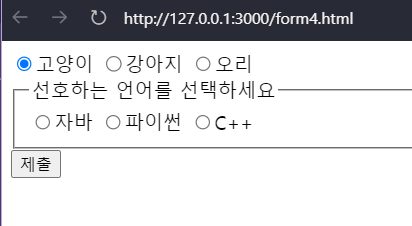 http://127.0.0.1:3000/form4.html
고양이 강아지 오리
선호하는 언어를 선택하세요
자바 파이썬 C++
제출